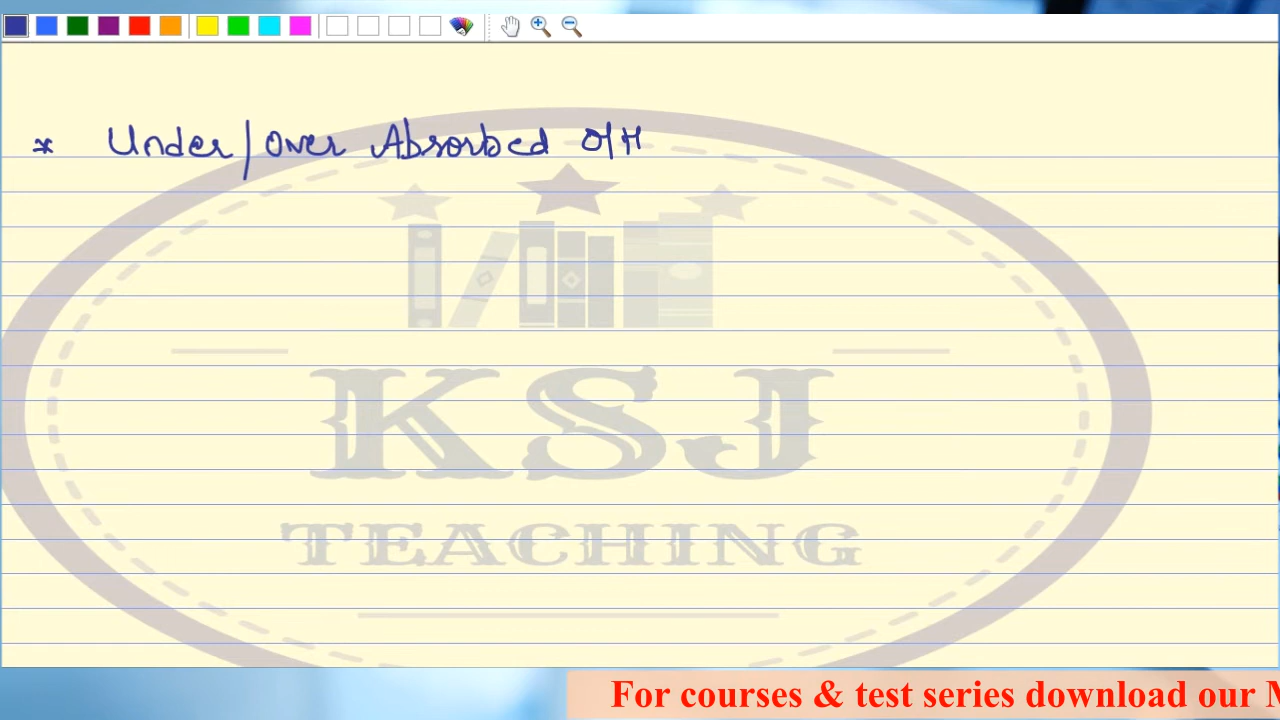 * Under/Over Absorbed O/H
KSJ
TEACHING
For courses & test series download our M